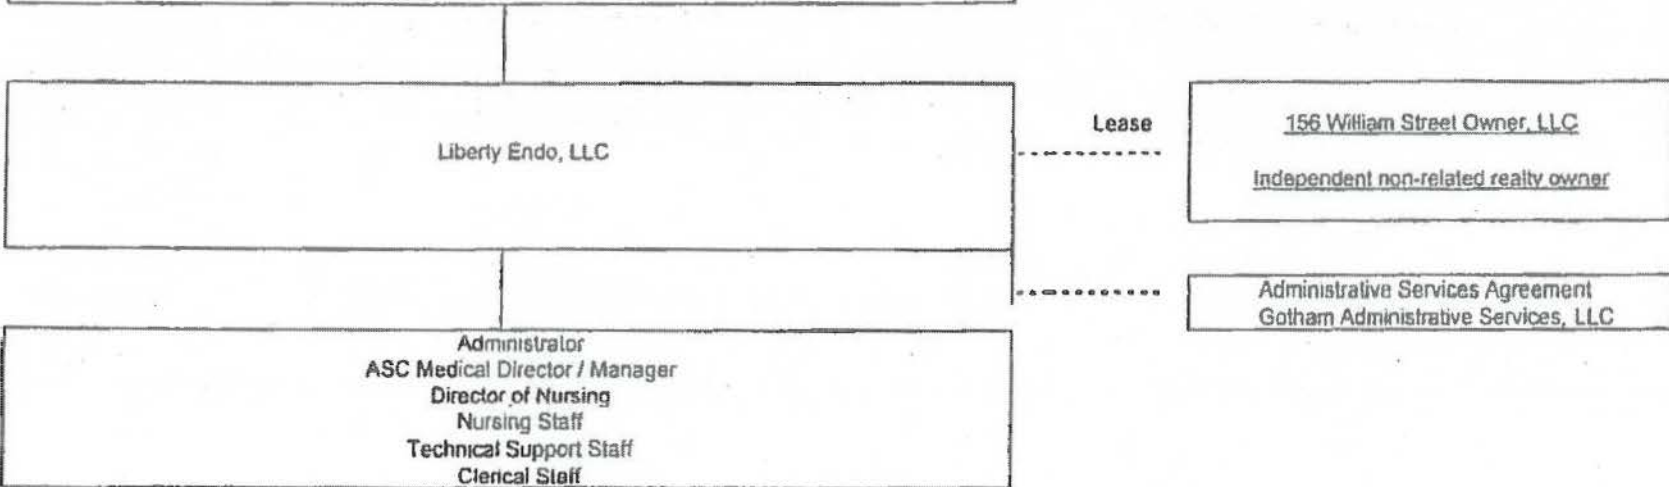 Liberty Endo, LLC
Lease
156 William Street Owner, LLC
Independent non-related realty owner
Administrative Services Agreement
Gotham Administrative Services, LLC
Administrator
ASC Medical Director / Manager
Director of Nursing
Nursing Staff
Technical Support Staff
Clerical Staff